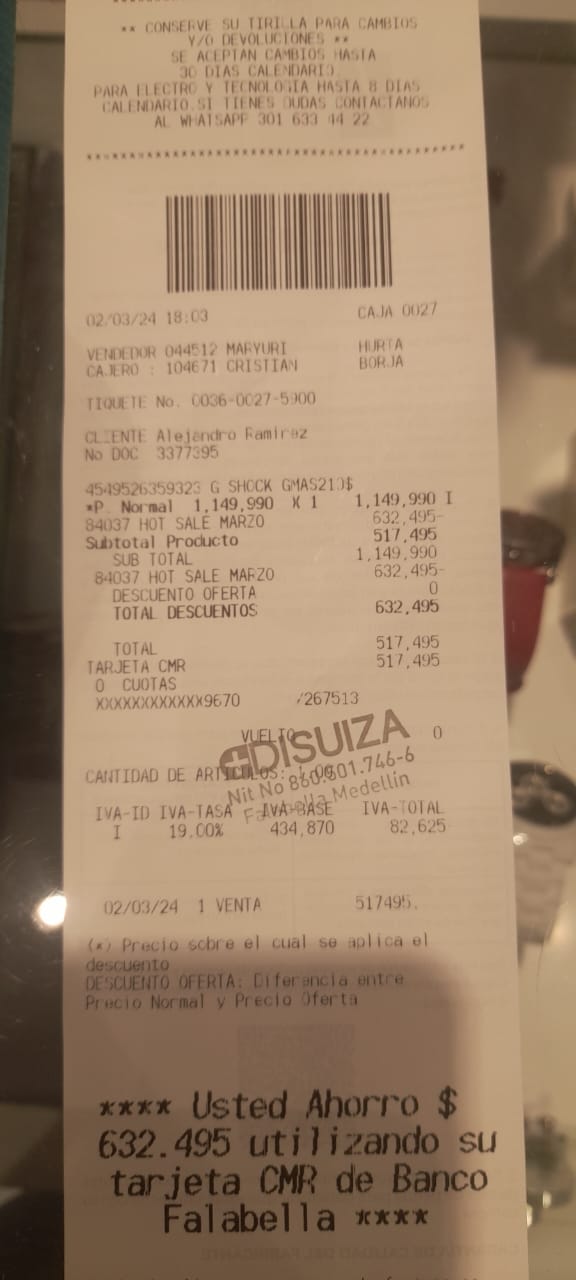 ** CONSERVE SU TIRILLA PARA CAMBIOS
Y/O DEVOLUCIONES **
SE ACEPTAN CAMBIOS HASTA
30 DIAS CALENDARIO.
PARA ELECTRO Y TECNOLOGIA HASTA 8 DIAS
CALENDARIO.SI TIENES DUDAS CONTACTANOS
AL WHATSAPP 301 633 44 22
02/03/24 18:03 CAJA 0027
VENDEDOR 044512 MARYURI HURTA
CAJERO : 104671 CRISTIAN BORJA
TIQUETE No. 0036-0027-5900
CLIENTE Alejandro Ramirez
No DOC 3377395
4549526359323 G SHOCK GMAS210$
*P. Normal 1,149,990 X 1 1,149,990 I
84037 HOT SALE MARZO 632,495-
Subtotal Producto 517,495
SUB TOTAL 1,149,990
84037 HOT SALE MARZO 632,495-
DESCUENTO OFERTA 0
TOTAL DESCUENTOS 632,495
TOTAL 517,495
TARJETA CMR 517,495
0 CUOTAS
XXXXXXXXXXXX9670 /267513
VUELTO 0
DISUIZA
CANTIDAD DE ARTICULOS: 1.00
Nit No 860.501.746-6
Falabella Medellin
IVA-ID IVA-TASA IVA-BASE IVA-TOTAL
I 19.00% 434,870 82,625
02/03/24 1 VENTA 517495.
(*) Precio sobre el cual se aplica el
descuento
DESCUENTO OFERTA: Diferencia entre
Precio Normal y Precio Oferta
**** Usted Ahorro $
632.495 utilizando su
tarjeta CMR de Banco
Falabella ****